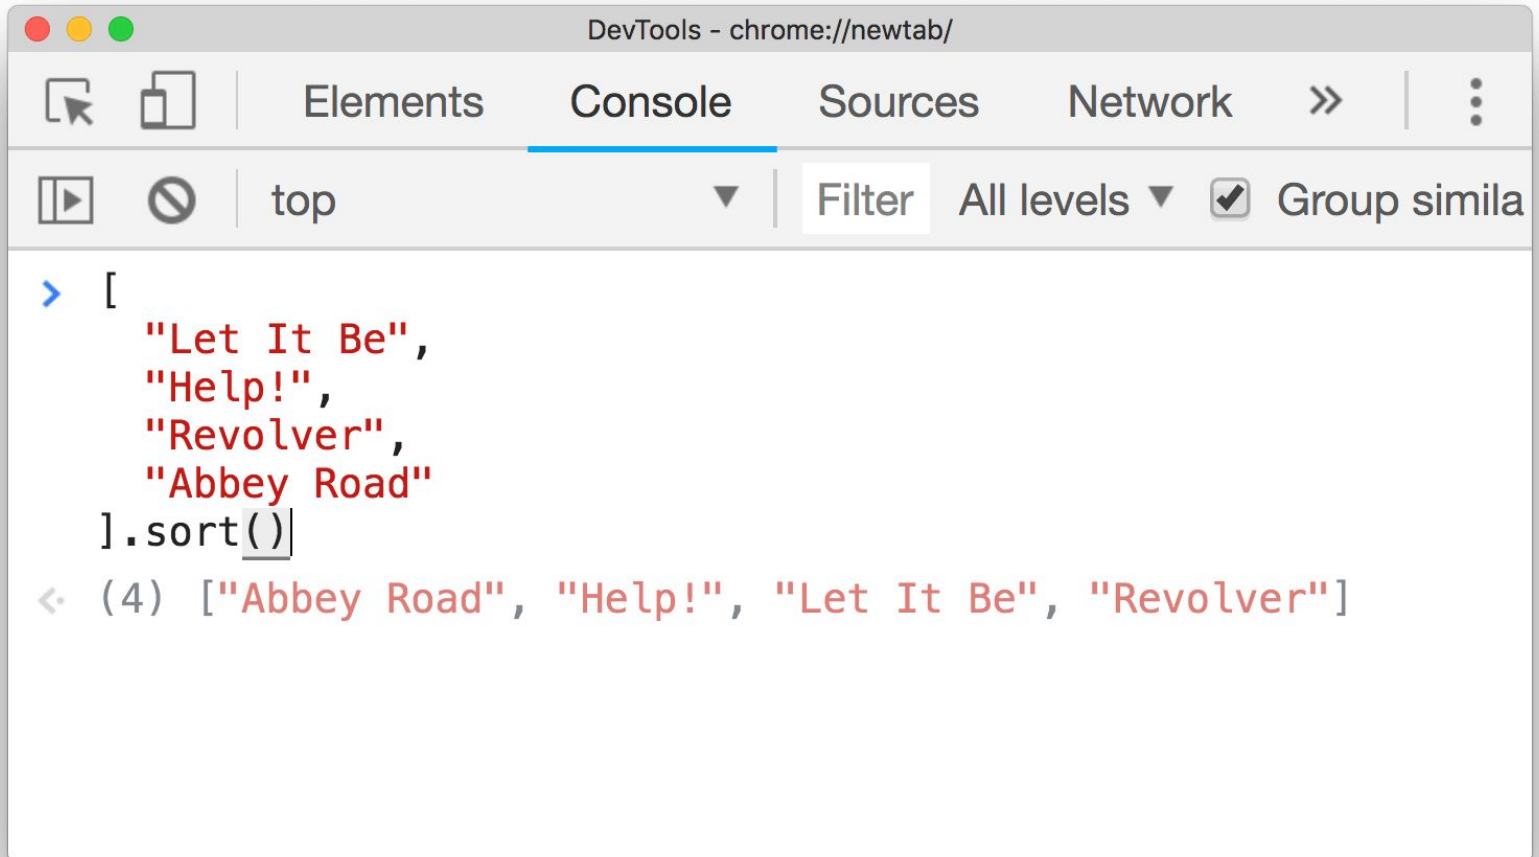 DevTools - chrome://newtab/
Elements Console Sources Network »
top ▼ Filter All levels ▼ Group simila
> [
"Let It Be",
"Help!",
"Revolver",
"Abbey Road"
].sort()
(4) ["Abbey Road", "Help!", "Let It Be", "Revolver"]